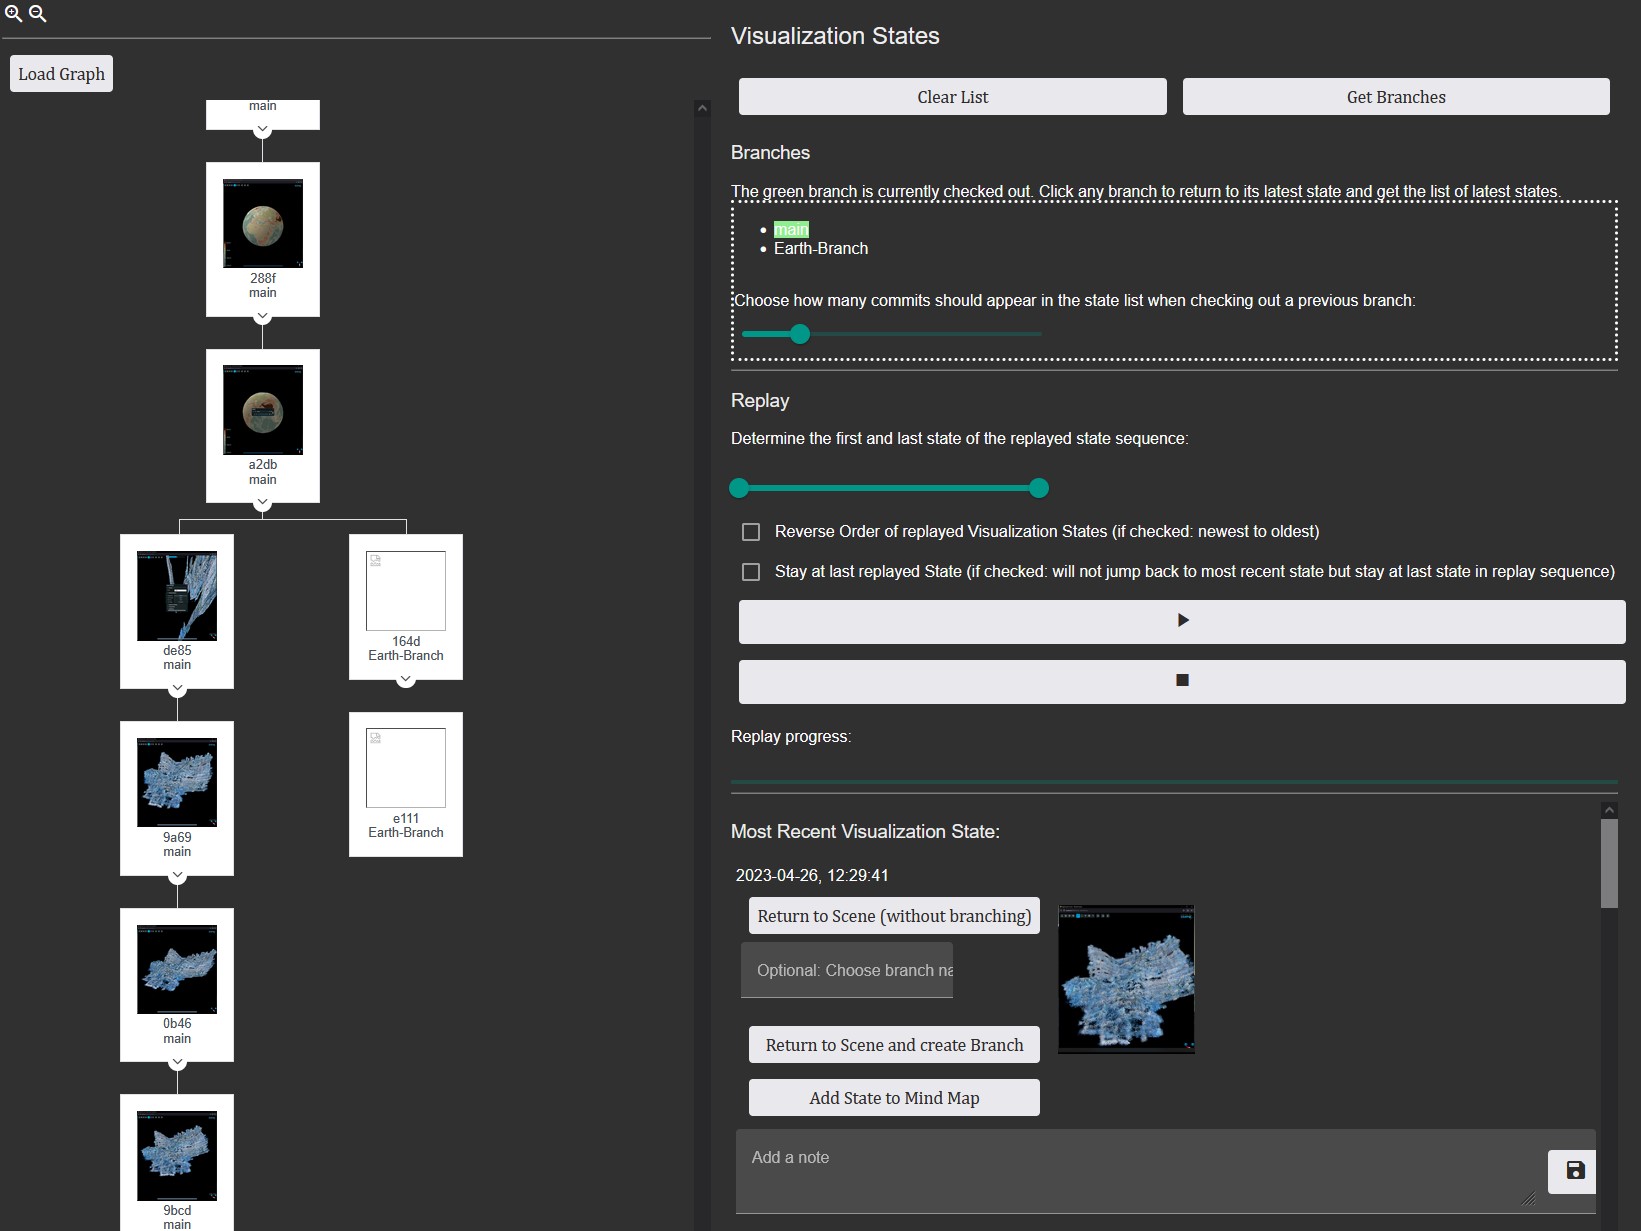 Load Graph
main
288f
main
a2db
main
de85
main
164d
Earth-Branch
9a69
main
e111
Earth-Branch
0b46
main
9bcd
main
Visualization States
Clear List
Get Branches
Branches
The green branch is currently checked out. Click any branch to return to its latest state and get the list of latest states.
main
Earth-Branch
Choose how many commits should appear in the state list when checking out a previous branch:
Replay
Determine the first and last state of the replayed state sequence:
Reverse Order of replayed Visualization States (if checked: newest to oldest)
Stay at last replayed State (if checked: will not jump back to most recent state but stay at last state in replay sequence)
Replay progress:
Most Recent Visualization State:
2023-04-26, 12:29:41
Return to Scene (without branching)
Optional: Choose branch na
Return to Scene and create Branch
Add State to Mind Map
Add a note